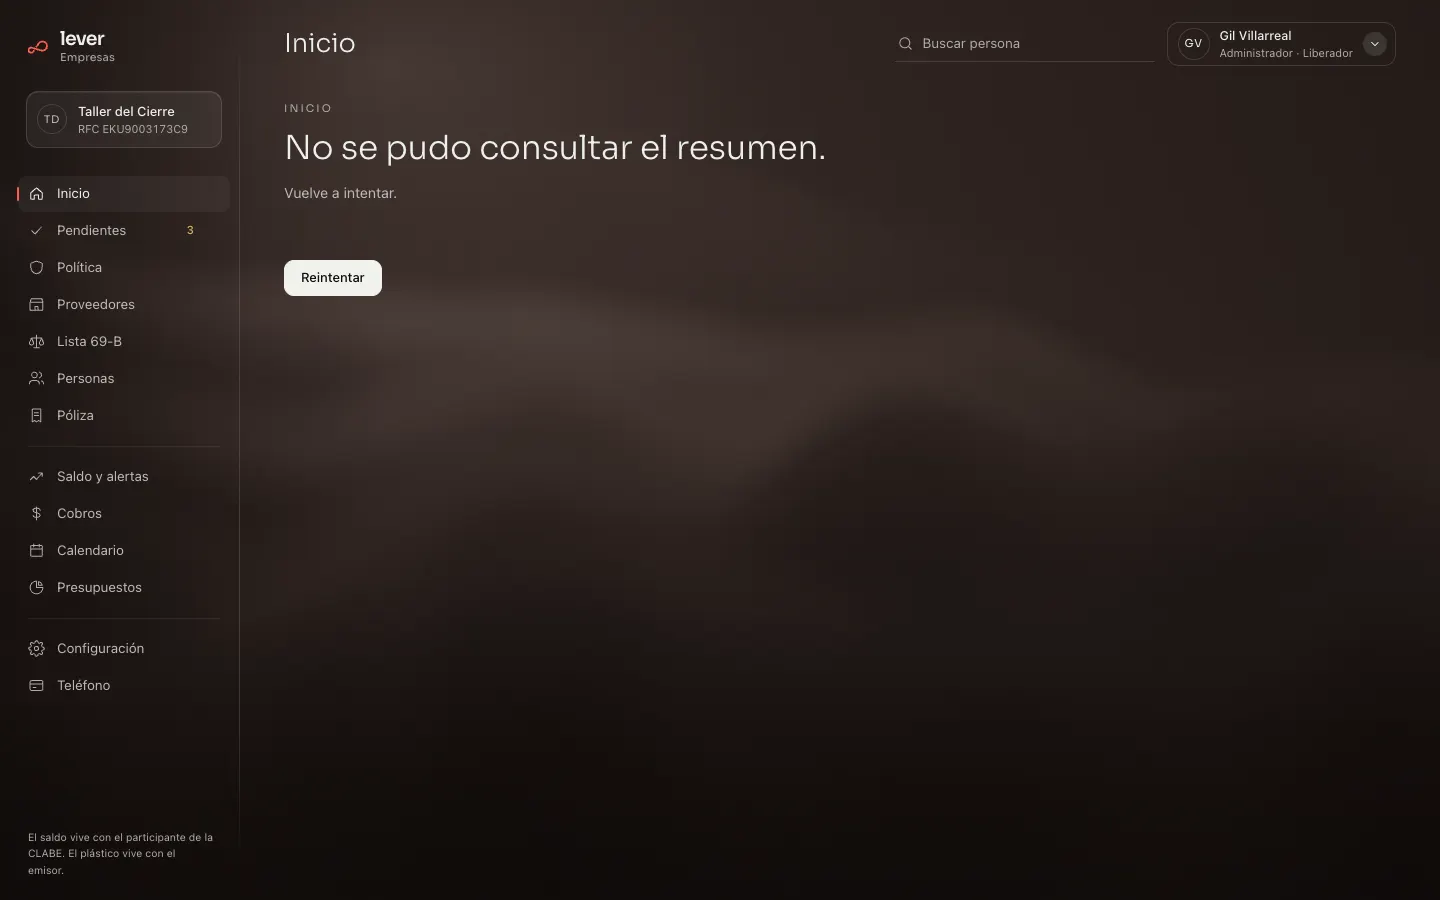 lever
Empresas
Inicio
Buscar persona
GV
Gil Villarreal
Administrador · Liberador
TD
Taller del Cierre
RFC EKU9003173C9
INICIO
No se pudo consultar el resumen.
Vuelve a intentar.
Reintentar
Inicio
Pendientes 3
Política
Proveedores
Lista 69-B
Personas
Póliza
Saldo y alertas
Cobros
Calendario
Presupuestos
Configuración
Teléfono
El saldo vive con el participante de la
CLABE. El plástico vive con el
emisor.